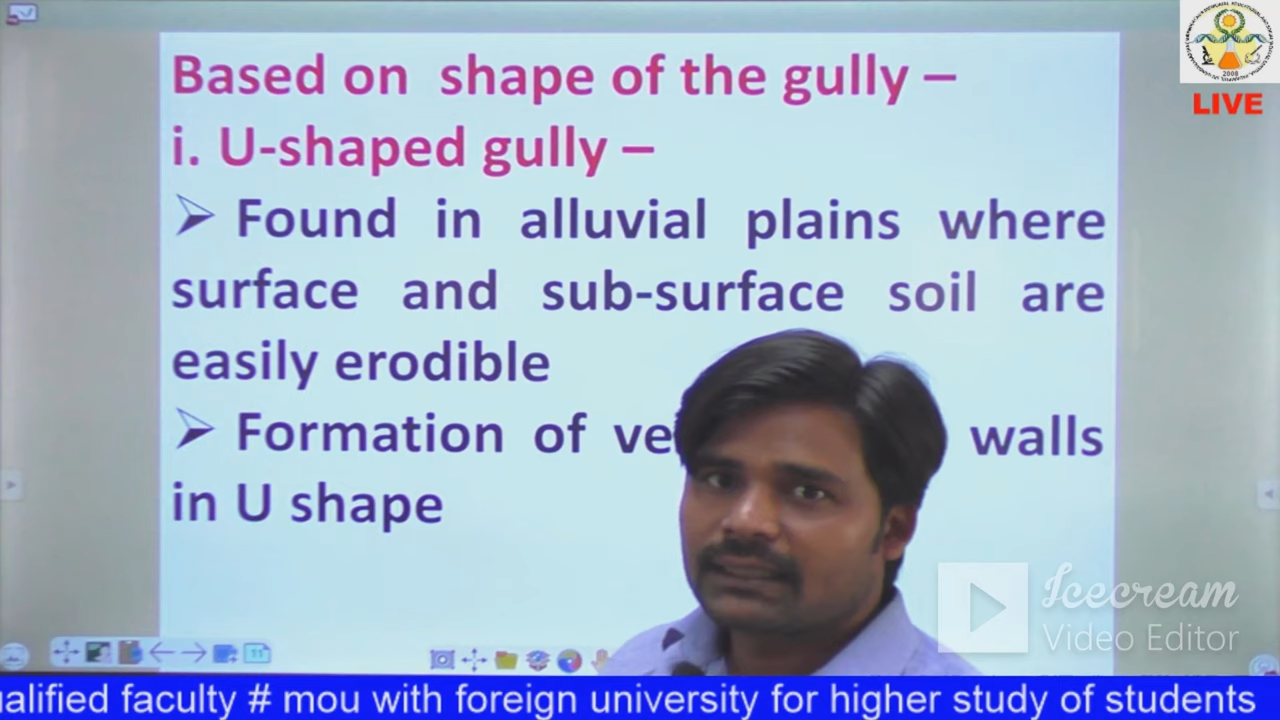 Based on shape of the gully –
LIVE
i. U-shaped gully –
➢ Found in alluvial plains where
surface and sub-surface soil are
easily erodible
➢ Formation of walls
in U shape
2008
Icecream
Video Editor
11
# mou with foreign university for higher study of students
faculty